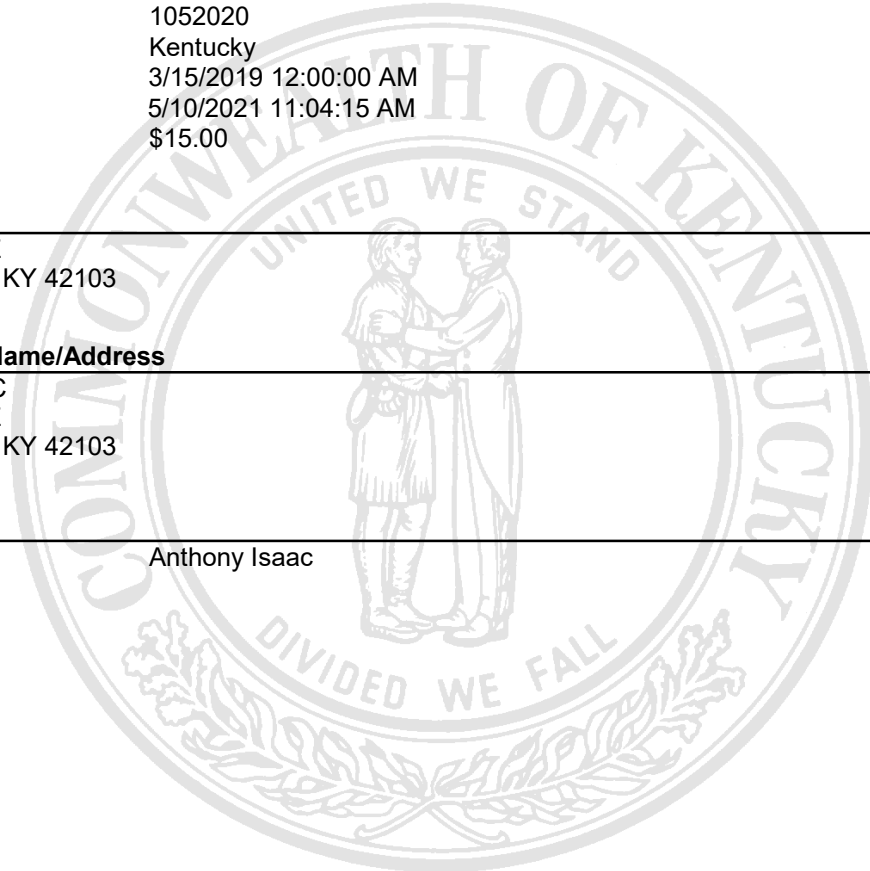 1052020
Kentucky
3/15/2019 12:00:00 AM
5/10/2021 11:04:15 AM
$15.00
KY 42103
ame/Address
C
KY 42103
Anthony Isaac
COMMONWEALTH OF KENTUCKY
UNITED WE STAND
DIVIDED WE FALL